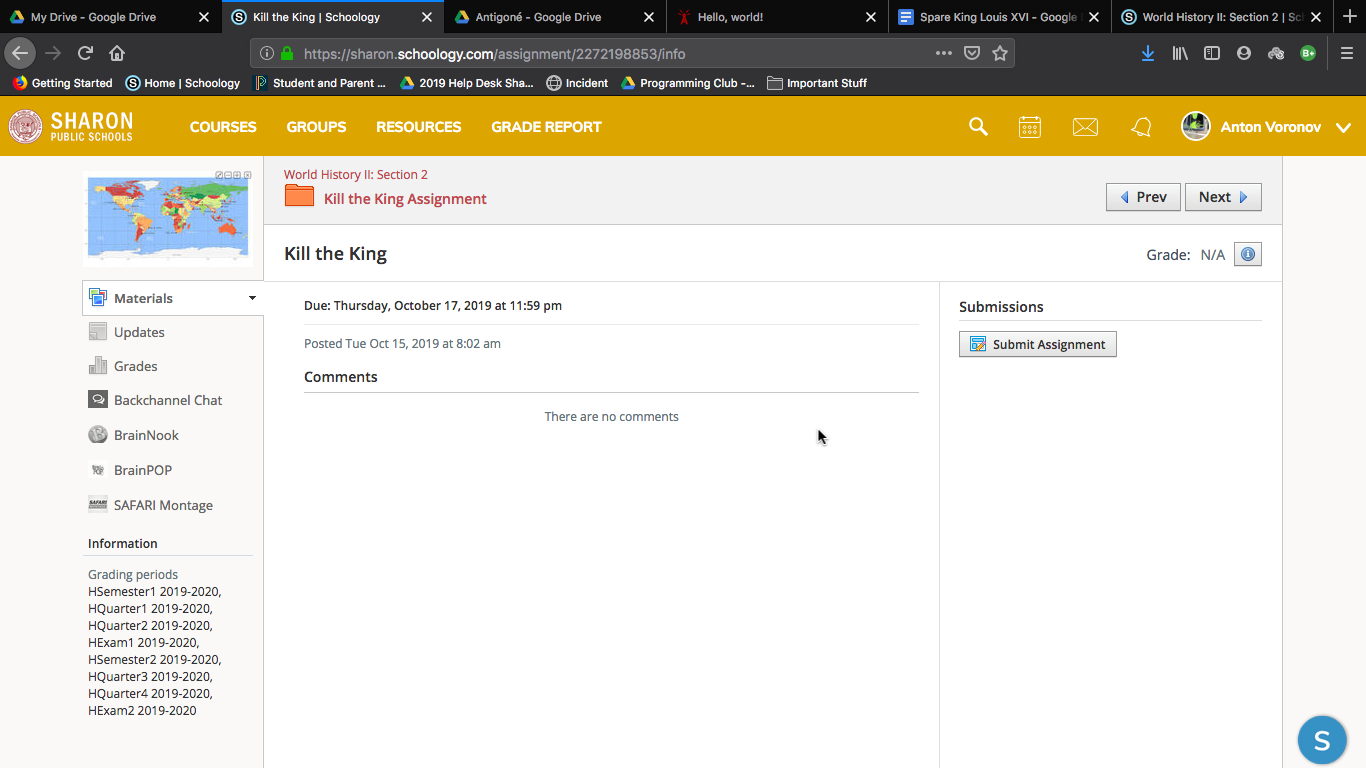 My Drive - Google Drive
Kill the King | Schoology
Antigoné - Google Drive
Hello, world!
Spare King Louis XVI - Google
World History II: Section 2 | Sc
https://sharon.schoology.com/assignment/2272198853/info
Getting Started
Home | Schoology
Student and Parent ...
2019 Help Desk Sha...
Incident
Programming Club -...
Important Stuff
SHARON
PUBLIC SCHOOLS
COURSES
GROUPS
RESOURCES
GRADE REPORT
Anton Voronov
World History II: Section 2
Kill the King Assignment
Prev
Next
Kill the King
Grade: N/A
Materials
Updates
Grades
Backchannel Chat
BrainNook
BrainPOP
SAFARI Montage
Information
Grading periods
HSemester1 2019-2020,
HQuarter1 2019-2020,
HQuarter2 2019-2020,
HExam1 2019-2020,
HSemester2 2019-2020,
HQuarter3 2019-2020,
HQuarter4 2019-2020,
HExam2 2019-2020
Due: Thursday, October 17, 2019 at 11:59 pm
Posted Tue Oct 15, 2019 at 8:02 am
Comments
There are no comments
Submissions
Submit Assignment
S